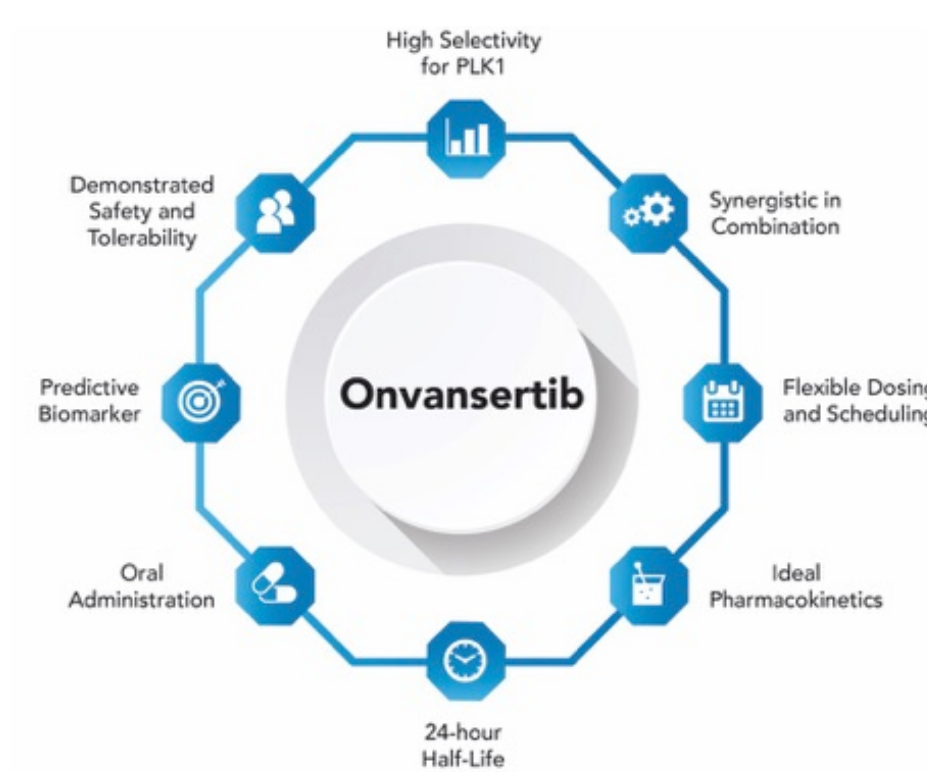 High Selectivity
for PLK1
Synergistic in
Combination
Flexible Dosing
and Scheduling
Ideal
Pharmacokinetics
24-hour
Half-Life
Oral
Administration
Predictive
Biomarker
Demonstrated
Safety and
Tolerability
Onvansertib